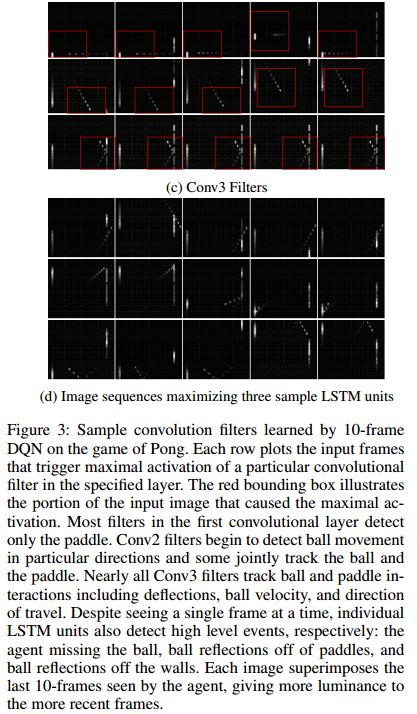 (c) Conv3 Filters
(d) Image sequences maximizing three sample LSTM units
Figure 3: Sample convolution filters learned by 10-frame
DQN on the game of Pong. Each row plots the input frames
that trigger maximal activation of a particular convolutional
filter in the specified layer. The red bounding box illustrates
the portion of the input image that caused the maximal ac-
tivation. Most filters in the first convolutional layer detect
only the paddle. Conv2 filters begin to detect ball movement
in particular directions and some jointly track the ball and
the paddle. Nearly all Conv3 filters track ball and paddle in-
teractions including deflections, ball velocity, and direction
of travel. Despite seeing a single frame at a time, individual
LSTM units also detect high level events, respectively: the
agent missing the ball, ball reflections off of paddles, and
ball reflections off the walls. Each image superimposes the
last 10-frames seen by the agent, giving more luminance to
the more recent frames.